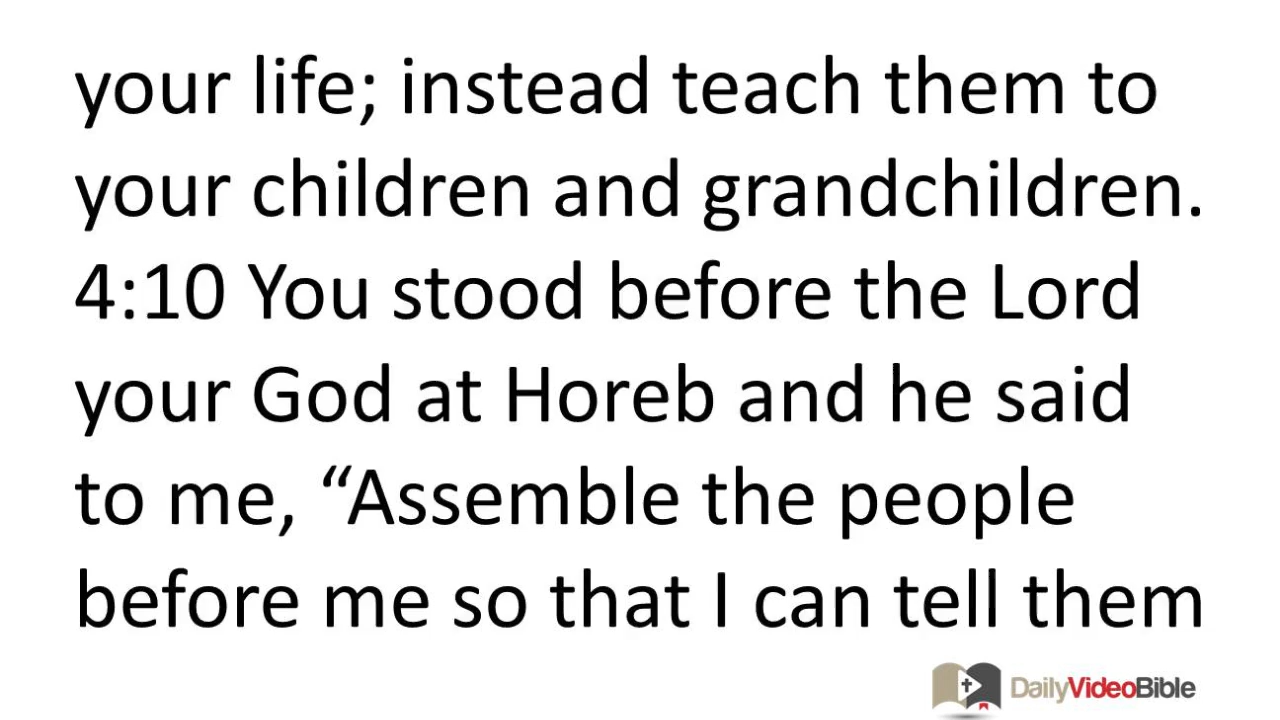 your life; instead teach them to
your children and grandchildren.
4:10 You stood before the Lord
your God at Horeb and he said
to me, “Assemble the people
before me so that I can tell them
DailyVideoBible